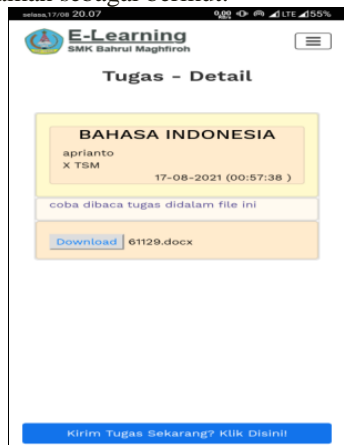 selasa,17/08 20.07 LTE 55%
E-Learning
SMK Bahrul Maghfiroh
Tugas - Detail
BAHASA INDONESIA
aprianto
X TSM
17-08-2021 (00:57:38 )
coba dibaca tugas didalam file ini
Download 61129.docx
Kirim Tugas Sekarang? Klik Disini!